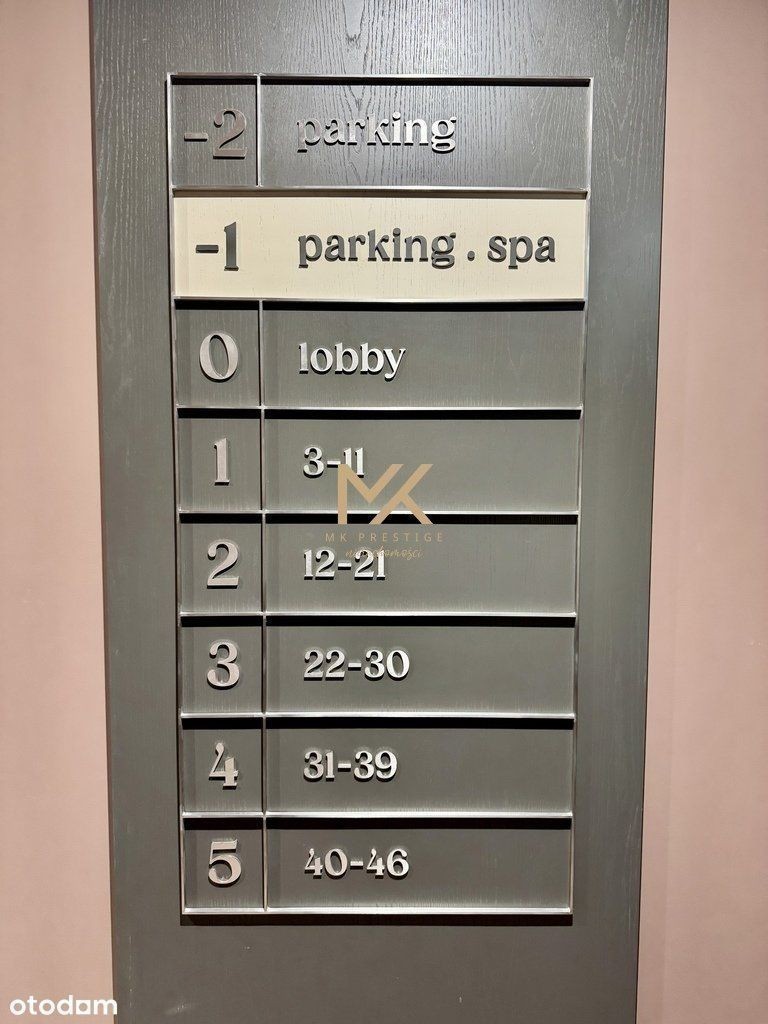 -2 parking
-1 parking . spa
0 lobby
1 3-11
MK
MK PRESTIGE
nieruchomości
2 12-21
3 22-30
4 31-39
5 40-46
otodom